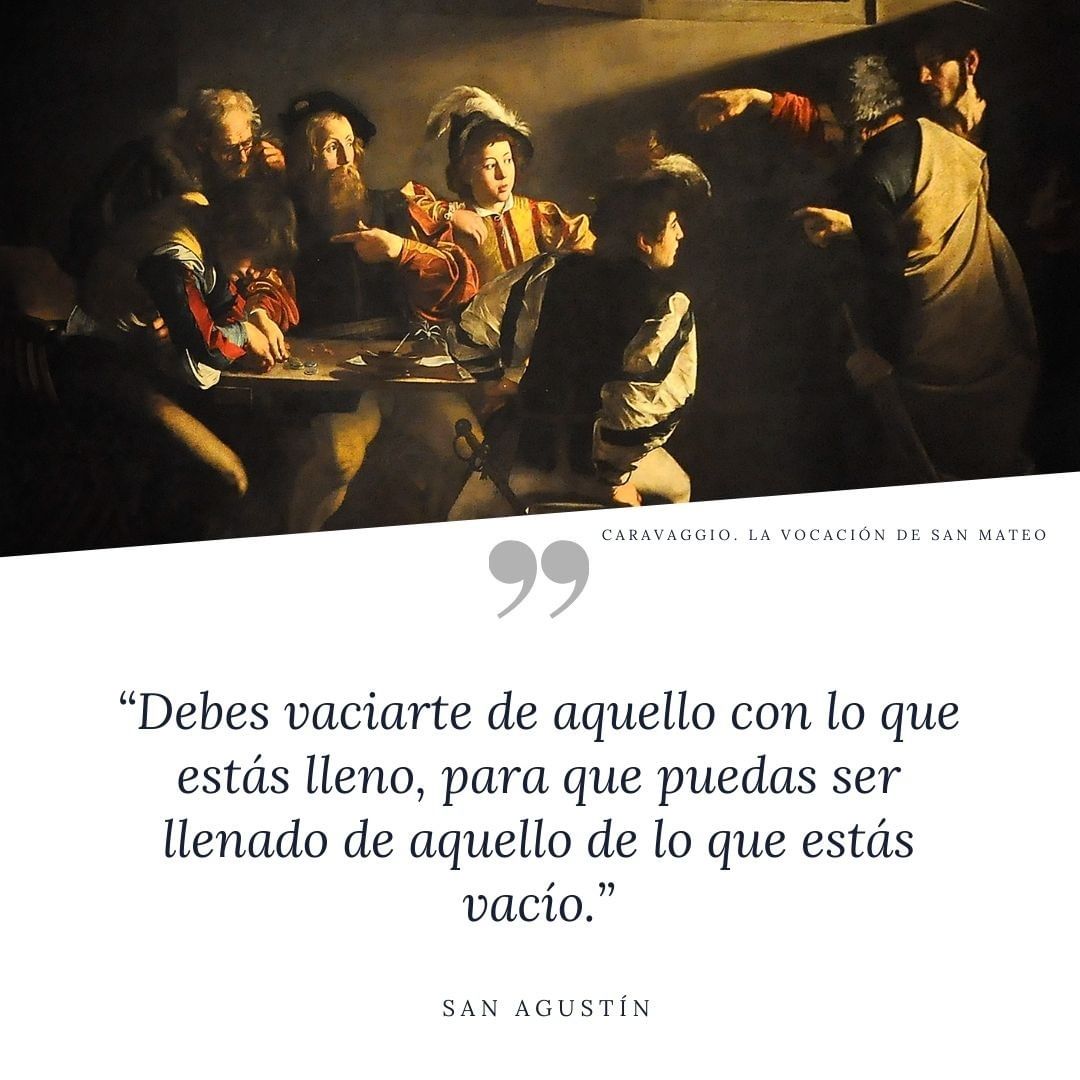 CARAVAGGIO. LA VOCACIÓN DE SAN MATEO
”
“Debes vaciarte de aquello con lo que
estás lleno, para que puedas ser
llenado de aquello de lo que estás
vacío.”
SAN AGUSTÍN